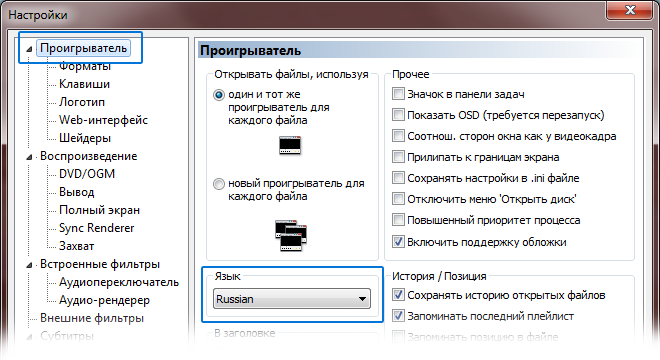 Настройки
Проигрыватель
Форматы
Клавиши
Логотип
Web-интерфейс
Шейдеры
Воспроизведение
DVD/OGM
Вывод
Полный экран
Sync Renderer
Захват
Встроенные фильтры
Аудиопереключатель
Аудио-рендерер
Внешние фильтры
Субтитры
Проигрыватель
Открывать файлы, используя
один и тот же
проигрыватель для
каждого файла
новый проигрыватель для
каждого файла
Язык
Russian
В заголовке
Прочее
Значок в панели задач
Показать OSD (требуется перезапуск)
Соотнош. сторон окна как у видеокадра
Прилипать к границам экрана
Сохранять настройки в .ini файле
Отключить меню 'Открыть диск'
Повышенный приоритет процесса
Включить поддержку обложки
История / Позиция
Сохранять историю открытых файлов
Запоминать последний плейлист
Запоминать позицию в файле